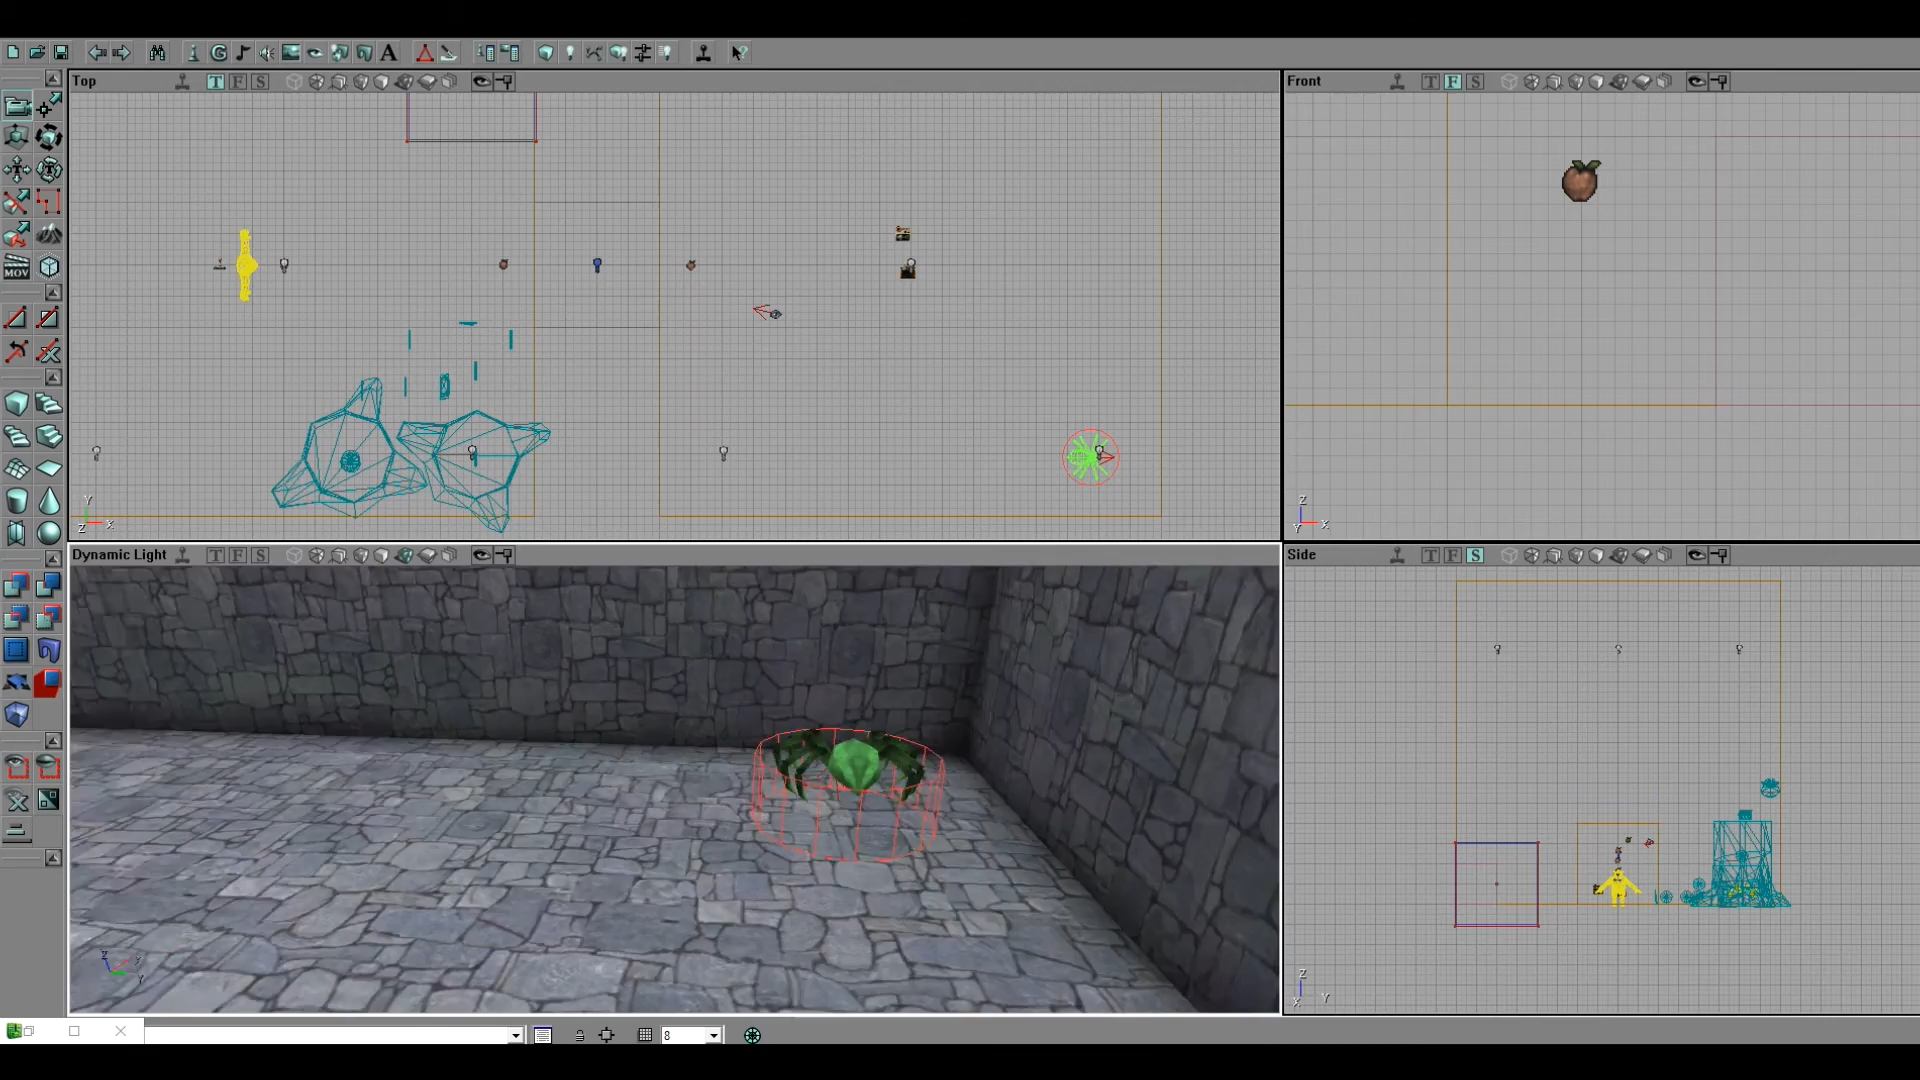 Top
T F S
Front
T F S
MOV
Y
Z X
Z
Y X
Dynamic Light
T F S
Side
T F S
Z X
Y
Z
X Y
8